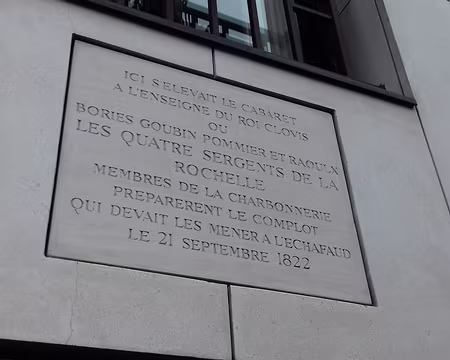 ICI S'ELEVAIT LE CABARET
A L'ENSEIGNE DU ROI CLOVIS
OU
BORIES GOUBIN POMMIER ET RAOULX
LES QUATRE SERGENTS DE LA
ROCHELLE
MEMBRES DE LA CHARBONNERIE
PREPARERENT LE COMPLOT
QUI DEVAIT LES MENER A L'ECHAFAUD
LE 21 SEPTEMBRE 1822